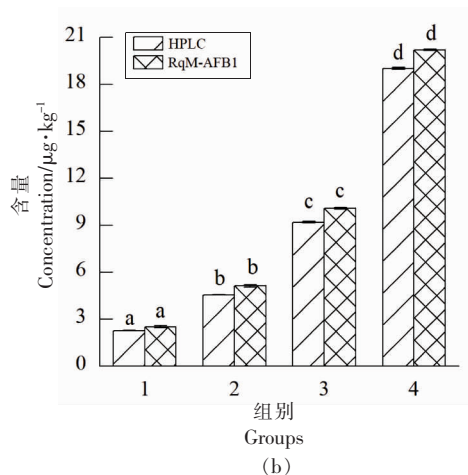 21
18
15
12
9
6
3
0
含量
Concentration/μg·kg⁻¹
HPLC
RqM-AFB1
a a
b b
c c
d d
1 2 3 4
组别
Groups
(b)